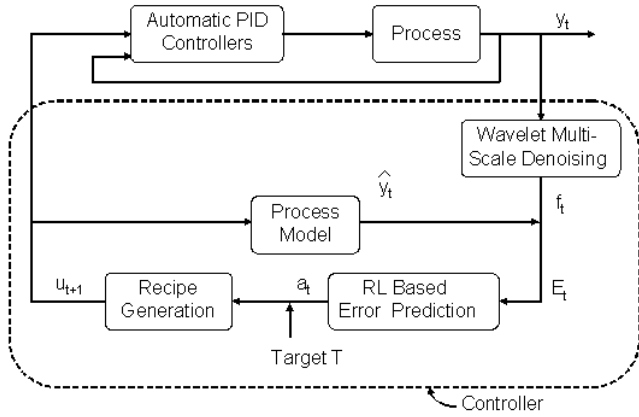 Automatic PID
Controllers
Process
y_t
Wavelet Multi-
Scale Denoising
ŷ_t
f_t
Process
Model
u_{t+1}
Recipe
Generation
a_t
RL Based
Error Prediction
E_t
Target T
Controller